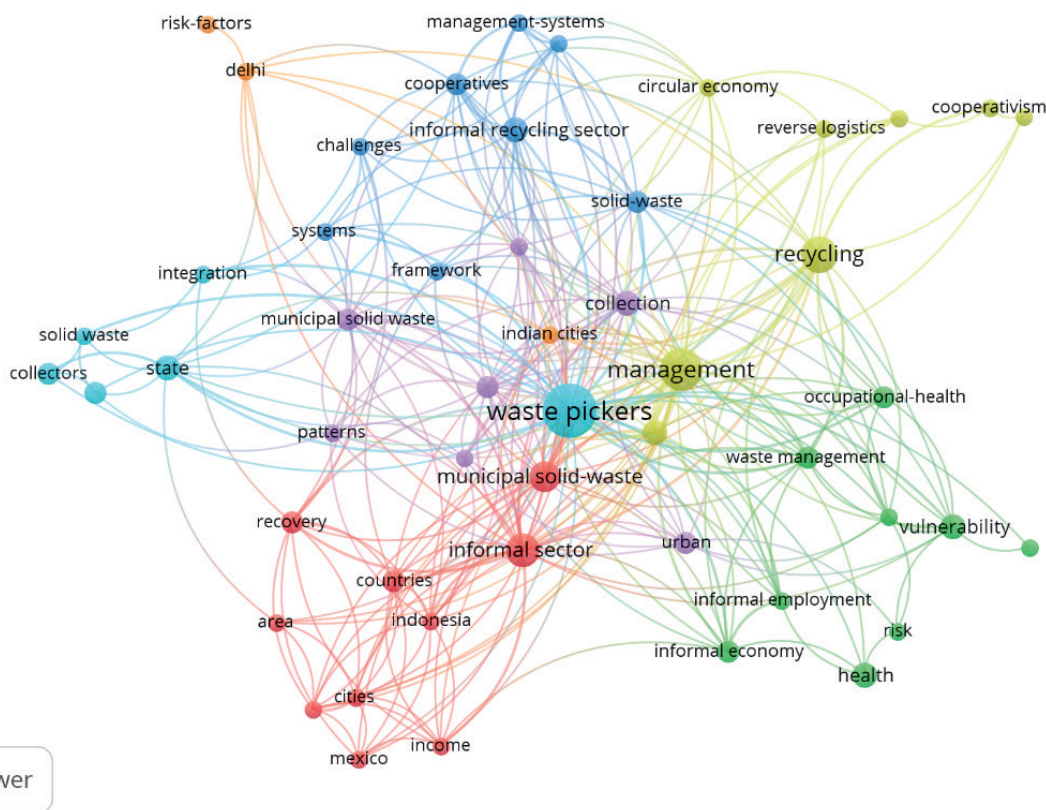 risk-factors
management-systems
delhi
cooperatives
circular economy
cooperativism
informal recycling sector
reverse logistics
challenges
solid-waste
systems
recycling
integration
framework
collection
municipal solid waste
indian cities
solid waste
collectors
state
management
occupational-health
waste pickers
patterns
waste management
municipal solid-waste
recovery
vulnerability
informal sector
urban
countries
informal employment
area
indonesia
risk
informal economy
health
cities
income
mexico
wer